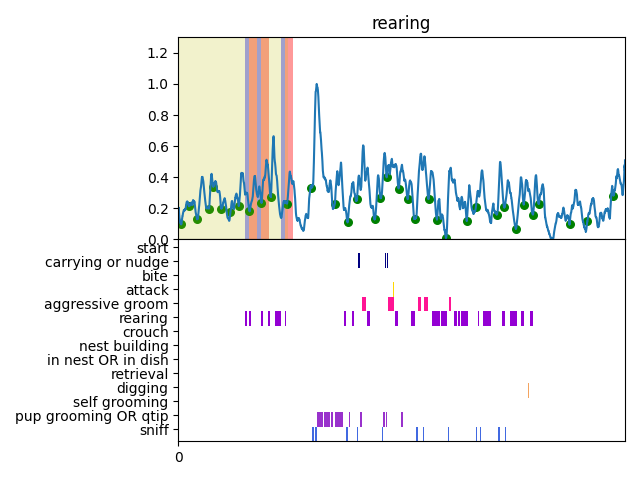 rearing
1.2
1.0
0.8
0.6
0.4
0.2
0.0
start
carrying or nudge
bite
attack
aggressive groom
rearing
crouch
nest building
in nest OR in dish
retrieval
digging
self grooming
pup grooming OR qtip
sniff
0